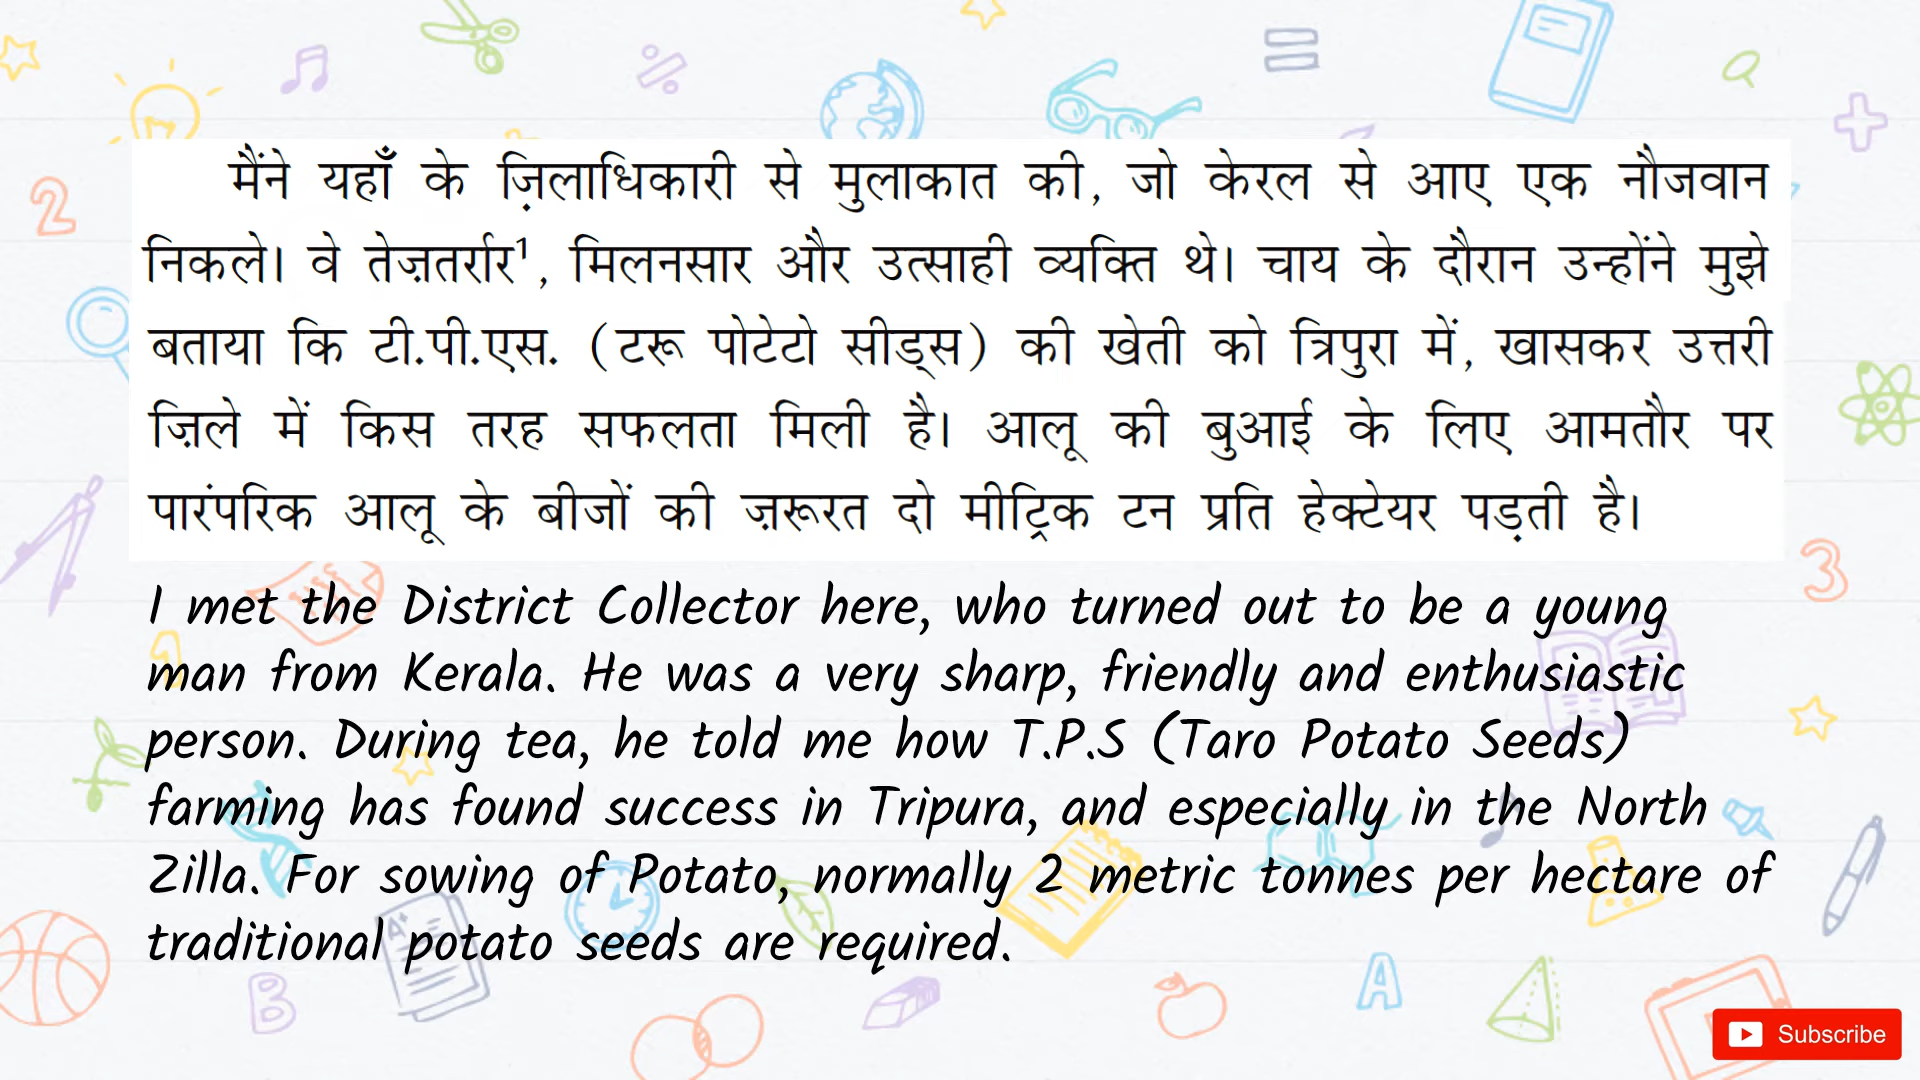 मैंने यहाँ के ज़िलाधिकारी से मुलाकात की, जो केरल से आए एक नौजवान
निकले। वे तेज़तर्रार¹, मिलनसार और उत्साही व्यक्ति थे। चाय के दौरान उन्होंने मुझे
बताया कि टी.पी.एस. (टरू पोटेटो सीड्स) की खेती को त्रिपुरा में, खासकर उत्तरी
ज़िले में किस तरह सफलता मिली है। आलू की बुआई के लिए आमतौर पर
पारंपरिक आलू के बीजों की ज़रूरत दो मीट्रिक टन प्रति हेक्टेयर पड़ती है।
I met the District Collector here, who turned out to be a young
man from Kerala. He was a very sharp, friendly and enthusiastic
person. During tea, he told me how T.P.S (Taro Potato Seeds)
farming has found success in Tripura, and especially in the North
Zilla. For sowing of Potato, normally 2 metric tonnes per hectare of
traditional potato seeds are required.
Subscribe